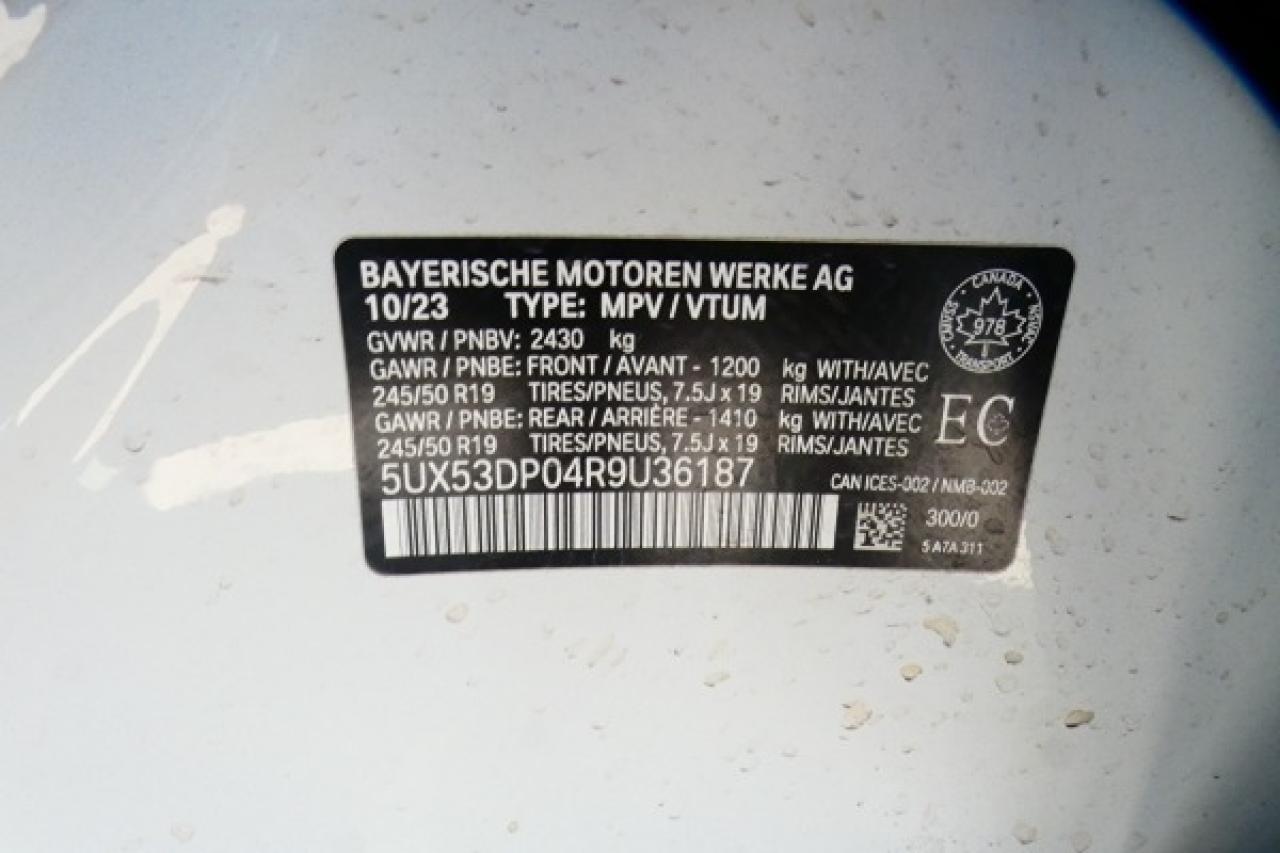 BAYERISCHE MOTOREN WERKE AG
10/23 TYPE: MPV / VTUM
GVWR / PNBV: 2430 kg
GAWR / PNBE: FRONT / AVANT - 1200 kg WITH/AVEC
245/50 R19 TIRES/PNEUS, 7.5J x 19 RIMS/JANTES
GAWR / PNBE: REAR / ARRIÈRE - 1410 kg WITH/AVEC
245/50 R19 TIRES/PNEUS, 7.5J x 19 RIMS/JANTES
5UX53DP04R9U36187
CANADA
CMVSS
978
NSVAC
TRANSPORT
EC
CAN ICES-002 / NMB-002
300/0
5 A7A 311